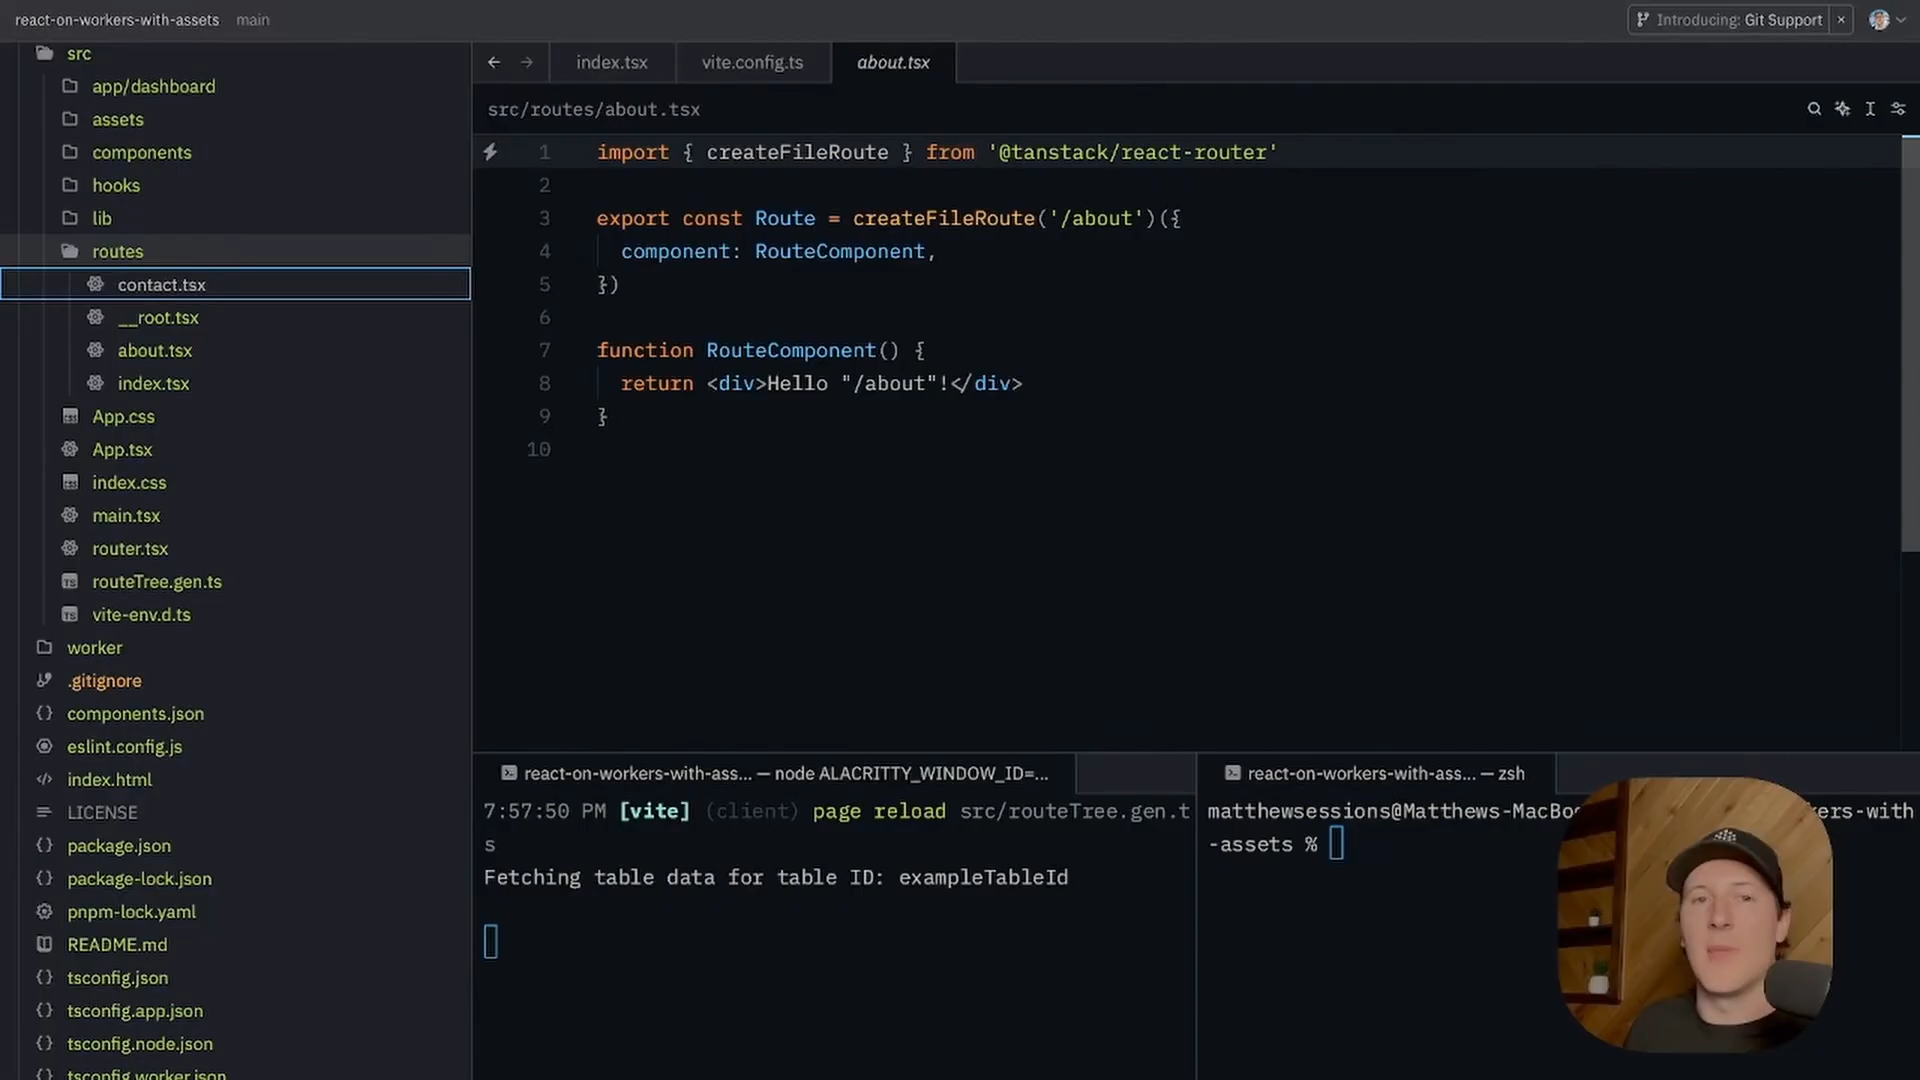 react-on-workers-with-assets main
Introducing: Git Support ×
src
app/dashboard
assets
components
hooks
lib
routes
contact.tsx
__root.tsx
about.tsx
index.tsx
App.css
App.tsx
index.css
main.tsx
router.tsx
routeTree.gen.ts
vite-env.d.ts
worker
.gitignore
components.json
eslint.config.js
index.html
LICENSE
package.json
package-lock.json
pnpm-lock.yaml
README.md
tsconfig.json
tsconfig.app.json
tsconfig.node.json
tsconfig.worker.json
index.tsx vite.config.ts about.tsx
src/routes/about.tsx
1 import { createFileRoute } from '@tanstack/react-router'
2
3 export const Route = createFileRoute('/about')({
4 component: RouteComponent,
5 })
6
7 function RouteComponent() {
8 return <div>Hello "/about"!</div>
9 }
10
react-on-workers-with-ass... — node ALACRITTY_WINDOW_ID=...
7:57:50 PM [vite] (client) page reload src/routeTree.gen.t
s
Fetching table data for table ID: exampleTableId
react-on-workers-with-ass... — zsh
matthewsessions@Matthews-MacBo kers-with
-assets %